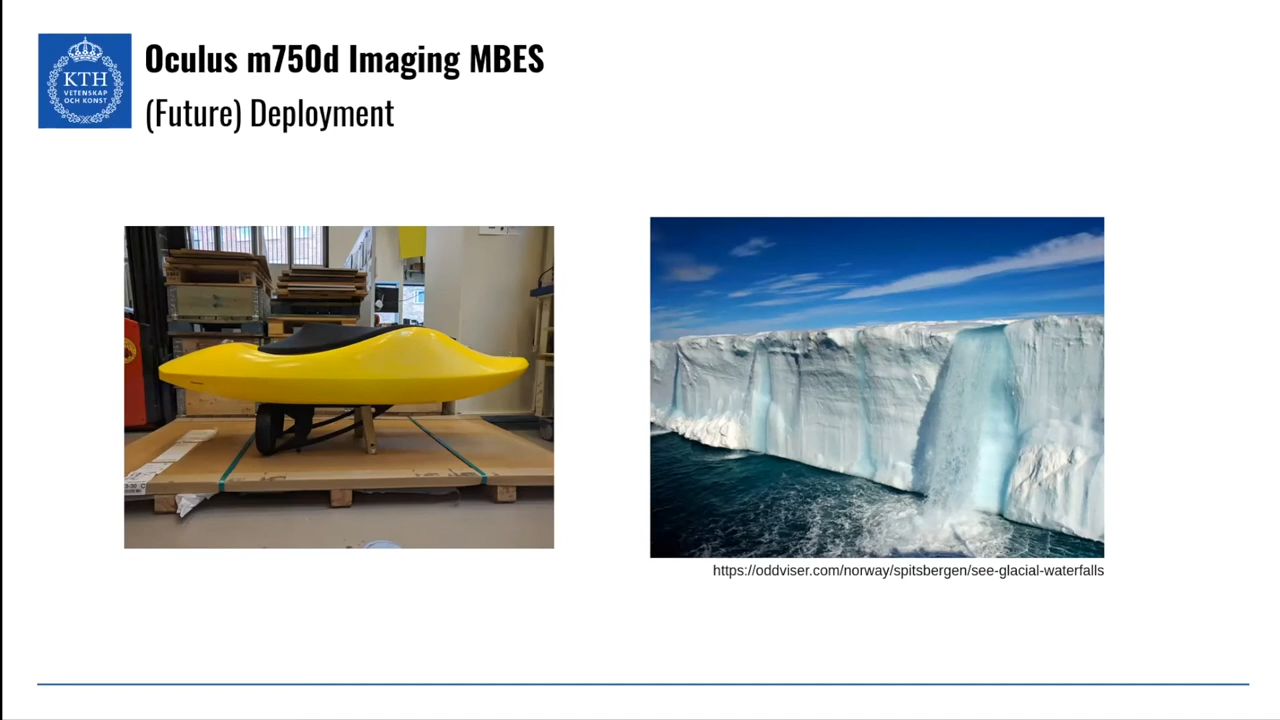 KTH
VETENSKAP
OCH KONST
Oculus m750d Imaging MBES
(Future) Deployment
https://oddviser.com/norway/spitsbergen/see-glacial-waterfalls